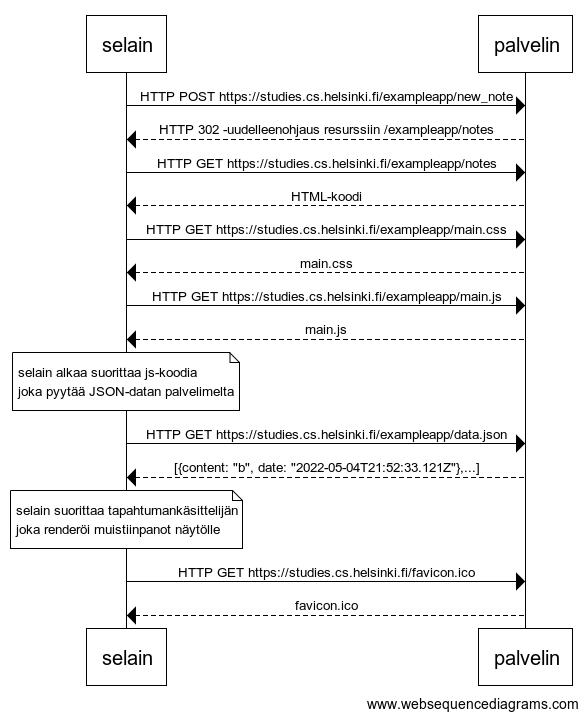 selain
palvelin
HTTP POST https://studies.cs.helsinki.fi/exampleapp/new_note
HTTP 302 -uudelleenohjaus resurssiin /exampleapp/notes
HTTP GET https://studies.cs.helsinki.fi/exampleapp/notes
HTML-koodi
HTTP GET https://studies.cs.helsinki.fi/exampleapp/main.css
main.css
HTTP GET https://studies.cs.helsinki.fi/exampleapp/main.js
main.js
selain alkaa suorittaa js-koodia
joka pyytää JSON-datan palvelimelta
HTTP GET https://studies.cs.helsinki.fi/exampleapp/data.json
[{content: "b", date: "2022-05-04T21:52:33.121Z"},...]
selain suorittaa tapahtumankäsittelijän
joka renderöi muistiinpanot näytölle
HTTP GET https://studies.cs.helsinki.fi/favicon.ico
favicon.ico
selain
palvelin
www.websequencediagrams.com